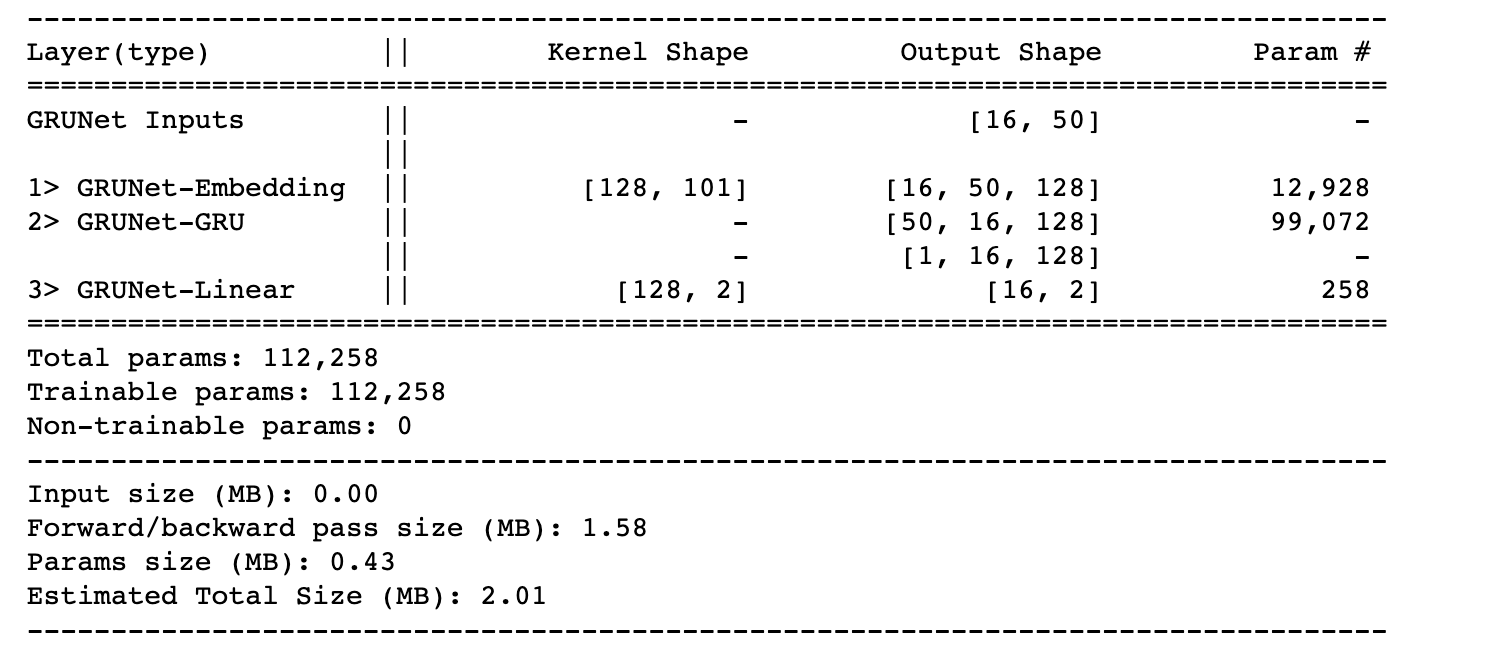 --------------------------------------------------------------------------------
Layer(type)          ||        Kernel Shape         Output Shape         Param #
================================================================================
GRUNet Inputs        ||                   -             [16, 50]               -
                     ||
1> GRUNet-Embedding  ||          [128, 101]        [16, 50, 128]          12,928
2> GRUNet-GRU        ||                   -        [50, 16, 128]          99,072
                     ||                   -         [1, 16, 128]               -
3> GRUNet-Linear     ||            [128, 2]              [16, 2]             258
================================================================================
Total params: 112,258
Trainable params: 112,258
Non-trainable params: 0
--------------------------------------------------------------------------------
Input size (MB): 0.00
Forward/backward pass size (MB): 1.58
Params size (MB): 0.43
Estimated Total Size (MB): 2.01
--------------------------------------------------------------------------------